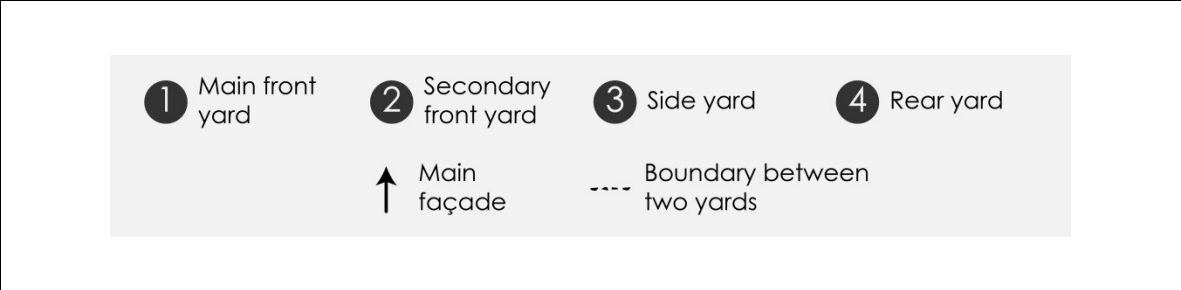 1 Main front
yard
2 Secondary
front yard
3 Side yard
4 Rear yard
Main
façade
Boundary between
two yards